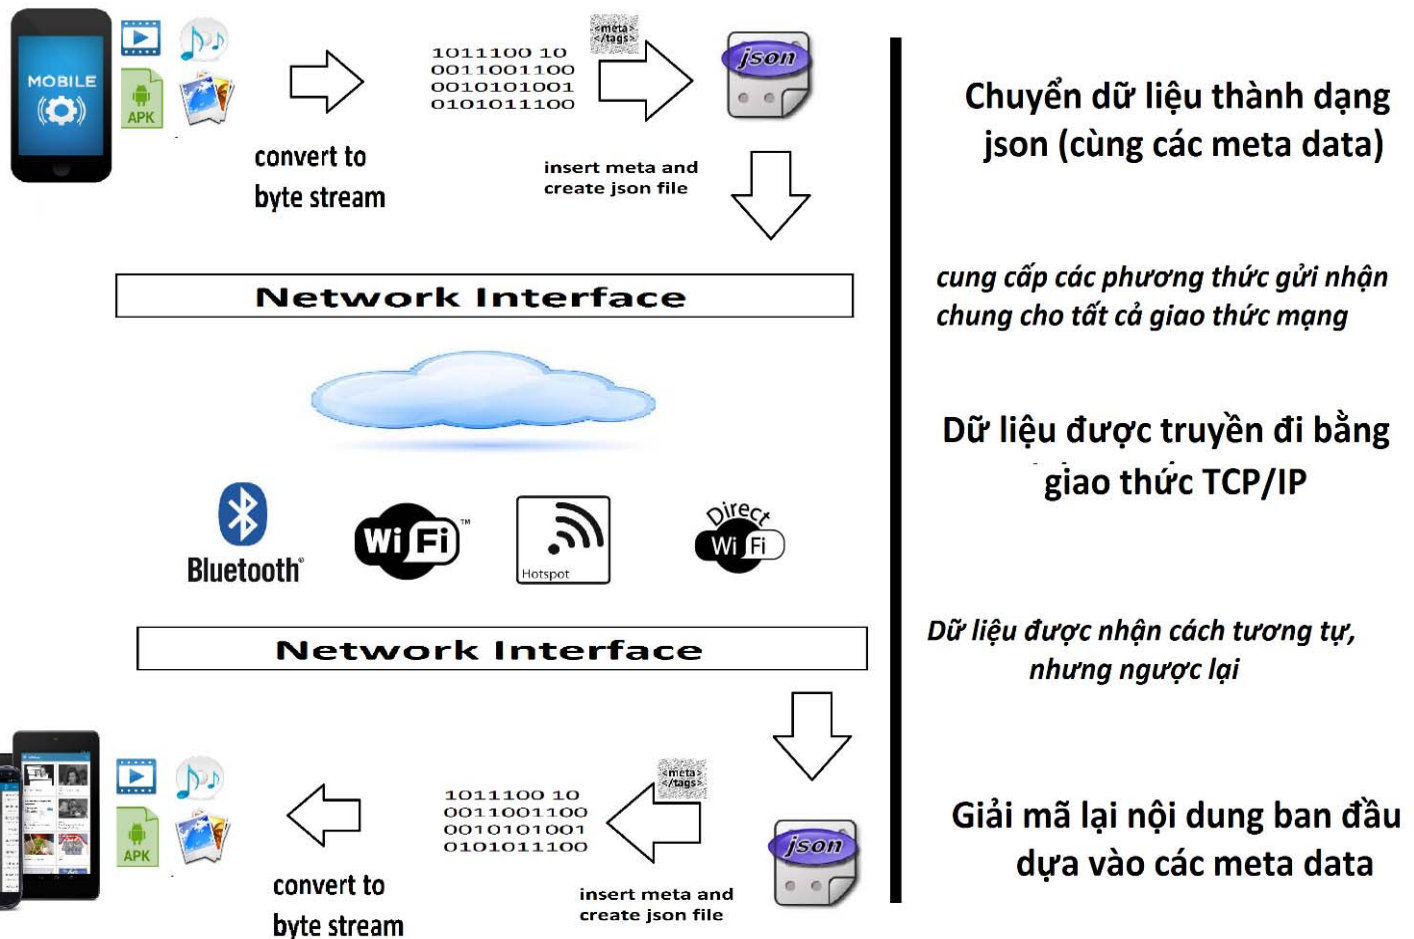 MOBILE
APK
convert to
byte stream
1011100 10
0011001100
0010101001
0101011100
<meta>
</tags>
insert meta and
create json file
json
Chuyển dữ liệu thành dạng
json (cùng các meta data)
Network Interface
cung cấp các phương thức gửi nhận
chung cho tất cả giao thức mạng
Dữ liệu được truyền đi bằng
giao thức TCP/IP
Bluetooth®
Wi Fi ™
Hotspot
Direct
Wi Fi
Network Interface
Dữ liệu được nhận cách tương tự,
nhưng ngược lại
APK
convert to
byte stream
1011100 10
0011001100
0010101001
0101011100
<meta>
</tags>
insert meta and
create json file
json
Giải mã lại nội dung ban đầu
dựa vào các meta data